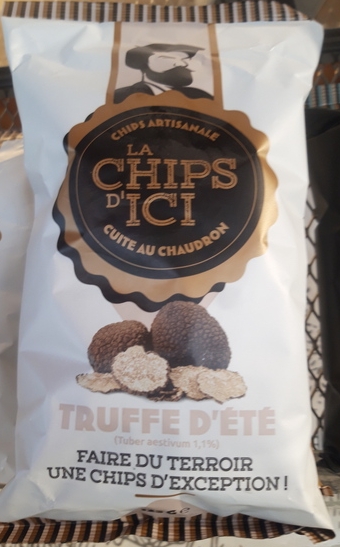 CHIPS ARTISANALE
LA
CHIPS
D'ICI
CUITE AU CHAUDRON
TRUFFE D'ÉTÉ
(Tuber aestivum 1,1%)
FAIRE DU TERROIR
UNE CHIPS D'EXCEPTION !